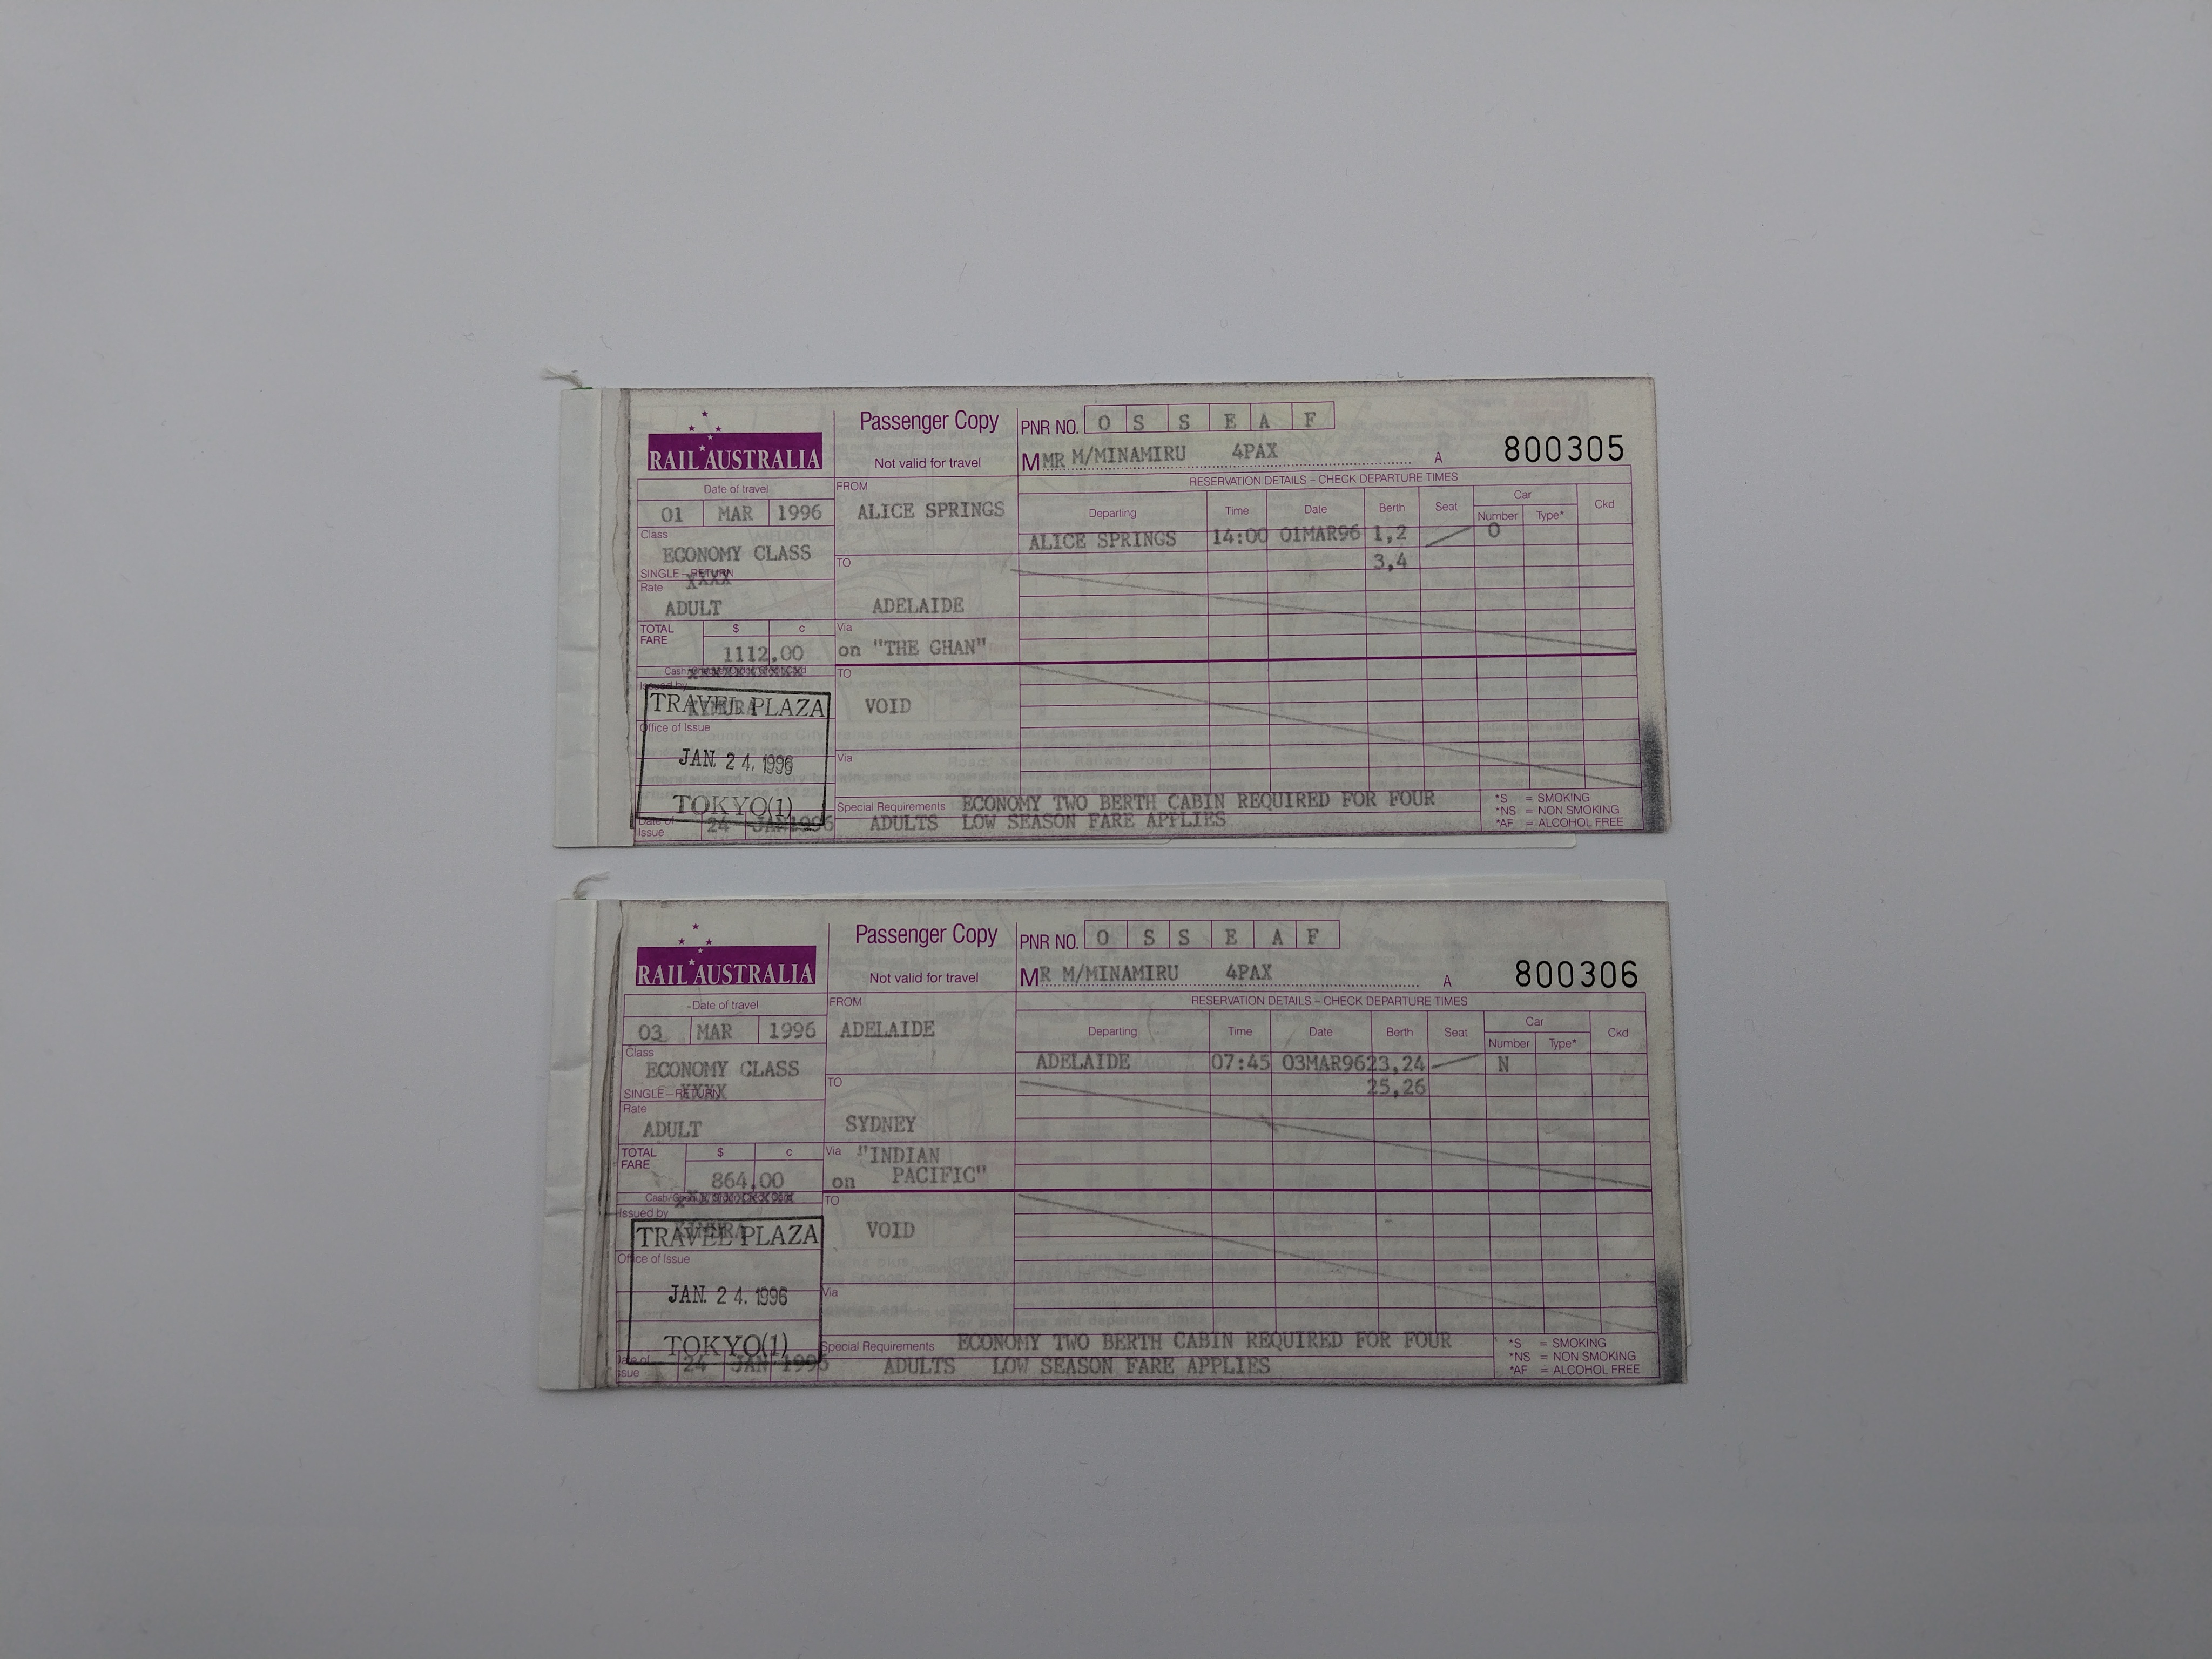 RAIL AUSTRALIA
Passenger Copy
Not valid for travel
PNR NO. O S S E A F
MMR M/MINAMIRU 4PAX
A 800305
Date of travel
01 MAR 1996
Class
ECONOMY CLASS
SINGLE–RETURN XXXX
Rate
ADULT
TOTAL FARE $ c
1112.00
Issued by
TRAVEL PLAZA
Office of Issue
JAN. 24. 1996
TOKYO(1)
Date of Issue 24 JAN1996
FROM
ALICE SPRINGS
TO
ADELAIDE
Via
on "THE GHAN"
TO
VOID
Via
RESERVATION DETAILS – CHECK DEPARTURE TIMES
Departing Time Date Berth Seat Car Ckd
Number Type*
ALICE SPRINGS 14:00 01MAR96 1,2 O
3,4
Special Requirements ECONOMY TWO BERTH CABIN REQUIRED FOR FOUR
ADULTS LOW SEASON FARE APPLIES
*S = SMOKING
*NS = NON SMOKING
*AF = ALCOHOL FREE
RAIL AUSTRALIA
Passenger Copy
Not valid for travel
PNR NO. O S S E A F
MR M/MINAMIRU 4PAX
A 800306
Date of travel
03 MAR 1996
Class
ECONOMY CLASS
SINGLE–RETURN XXXX
Rate
ADULT
TOTAL FARE $ c
864.00
Issued by
TRAVEL PLAZA
Office of Issue
JAN. 24. 1996
TOKYO(1)
Date of Issue 24 JAN 1996
FROM
ADELAIDE
TO
SYDNEY
Via "INDIAN
on PACIFIC"
TO
VOID
Via
RESERVATION DETAILS – CHECK DEPARTURE TIMES
Departing Time Date Berth Seat Car Ckd
Number Type*
ADELAIDE 07:45 03MAR96 23,24 N
25,26
Special Requirements ECONOMY TWO BERTH CABIN REQUIRED FOR FOUR
ADULTS LOW SEASON FARE APPLIES
*S = SMOKING
*NS = NON SMOKING
*AF = ALCOHOL FREE